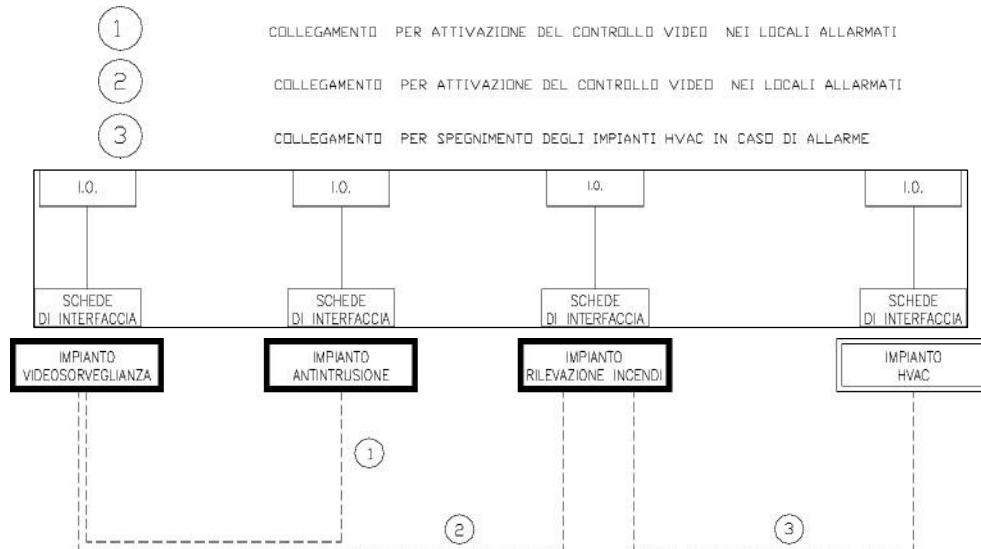 1
COLLEGAMENTO PER ATTIVAZIONE DEL CONTROLLO VIDEO NEI LOCALI ALLARMATI
2
COLLEGAMENTO PER ATTIVAZIONE DEL CONTROLLO VIDEO NEI LOCALI ALLARMATI
3
COLLEGAMENTO PER SPEGNIMENTO DEGLI IMPIANTI HVAC IN CASO DI ALLARME
I.O.
I.O.
I.O.
I.O.
SCHEDE
DI INTERFACCIA
SCHEDE
DI INTERFACCIA
SCHEDE
DI INTERFACCIA
SCHEDE
DI INTERFACCIA
IMPIANTO
VIDEOSORVEGLIANZA
IMPIANTO
ANTINTRUSIONE
IMPIANTO
RILEVAZIONE INCENDI
IMPIANTO
HVAC
1
2
3